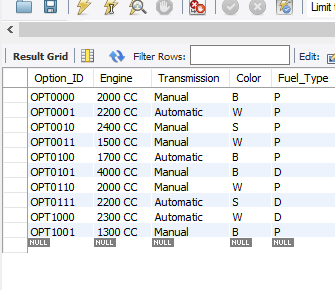 Limit
Result Grid Filter Rows: Edit:
Option_ID Engine Transmission Color Fuel_Type
OPT0000 2000 CC Manual B P
OPT0001 2200 CC Automatic W P
OPT0010 2400 CC Manual S P
OPT0011 1500 CC Manual W P
OPT0100 1700 CC Automatic B P
OPT0101 4000 CC Manual B D
OPT0110 2000 CC Manual W P
OPT0111 2200 CC Automatic S D
OPT1000 2300 CC Automatic W D
OPT1001 1300 CC Manual B P
NULL NULL NULL NULL NULL